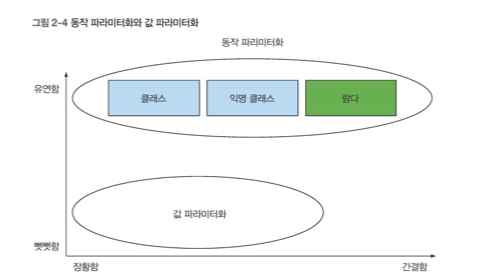 그림 2-4 동작 파라미터화와 값 파라미터화
동작 파리미터화
유연함
클래스
익명 클래스
람다
값 파라미터화
뻣뻣함
장황함
간결함